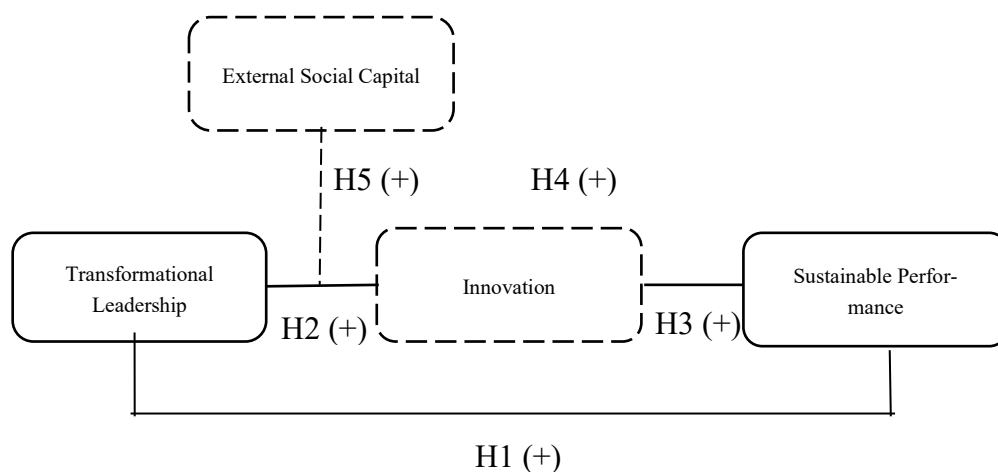 External Social Capital
H5 (+)
H4 (+)
Transformational
Leadership
Innovation
Sustainable Perfor-
mance
H2 (+)
H3 (+)
H1 (+)